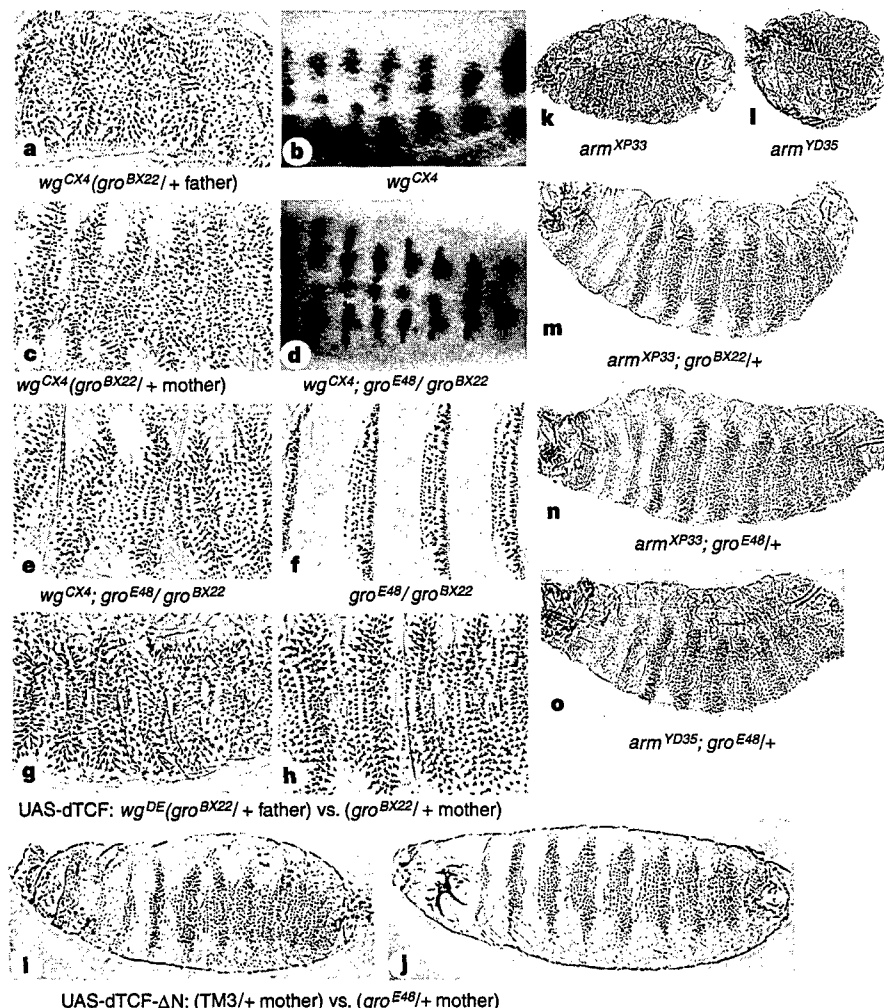 a
wg^CX4 (gro^BX22/+ father)
b
wg^CX4
k
arm^XP33
l
arm^YD35
c
wg^CX4 (gro^BX22/+ mother)
d
wg^CX4; gro^E48/ gro^BX22
m
arm^XP33; gro^BX22/+
e
wg^CX4; gro^E48/ gro^BX22
f
gro^E48/ gro^BX22
n
arm^XP33; gro^E48/+
g
h
UAS-dTCF: wg^DE (gro^BX22/+ father) vs. (gro^BX22/+ mother)
o
arm^YD35; gro^E48/+
i
j
UAS-dTCF-ΔN: (TM3/+ mother) vs. (gro^E48/+ mother)